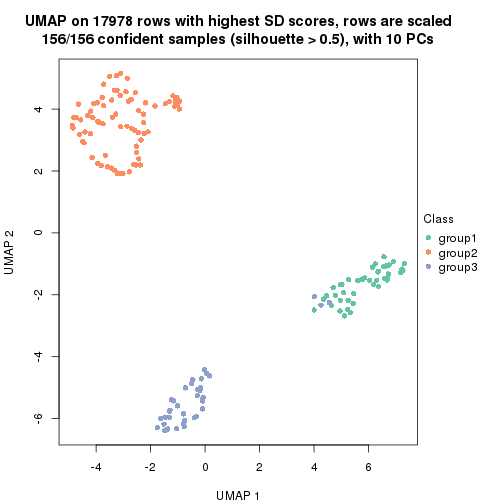 UMAP on 17978 rows with highest SD scores, rows are scaled
156/156 confident samples (silhouette > 0.5), with 10 PCs
4
2
0
-2
-4
-6
UMAP 2
-4
-2
0
2
4
6
UMAP 1
Class
group1
group2
group3